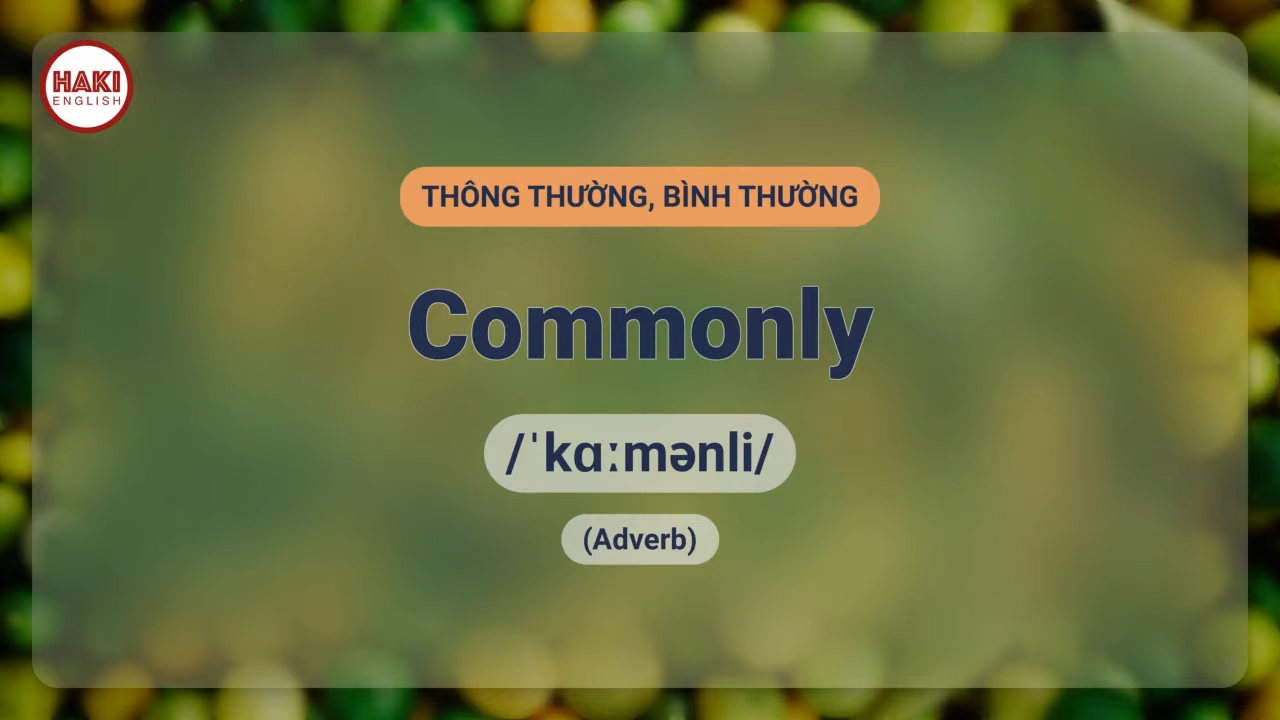 HAKI
ENGLISH
THÔNG THƯỜNG, BÌNH THƯỜNG
Commonly
/ˈkɑːmənli/
(Adverb)